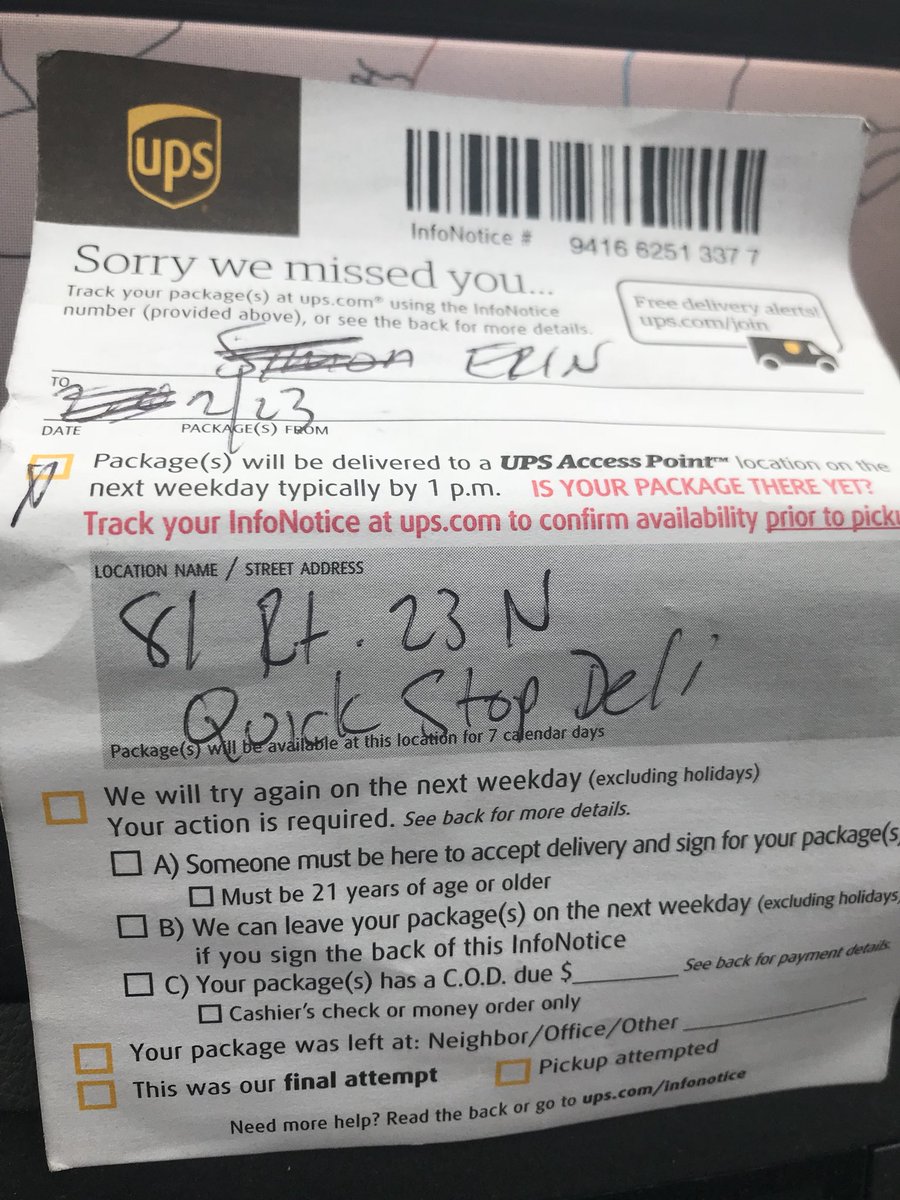 ups
InfoNotice # 9416 6251 337 7
Sorry we missed you...
Track your package(s) at ups.com® using the InfoNotice
number (provided above), or see the back for more details.
Free delivery alerts!
ups.com/join
TO ERIN
2/23
DATE PACKAGE(S) FROM
Package(s) will be delivered to a UPS Access Point™ location on the
next weekday typically by 1 p.m. IS YOUR PACKAGE THERE YET?
Track your InfoNotice at ups.com to confirm availability prior to picku
LOCATION NAME / STREET ADDRESS
81 Rt. 23 N
Quick Stop Deli
Package(s) will be available at this location for 7 calendar days
We will try again on the next weekday (excluding holidays)
Your action is required. See back for more details.
A) Someone must be here to accept delivery and sign for your package(s
Must be 21 years of age or older
B) We can leave your package(s) on the next weekday (excluding holidays
if you sign the back of this InfoNotice
C) Your package(s) has a C.O.D. due $ See back for payment details.
Cashier's check or money order only
Your package was left at: Neighbor/Office/Other
This was our final attempt
Pickup attempted
Need more help? Read the back or go to ups.com/infonotice